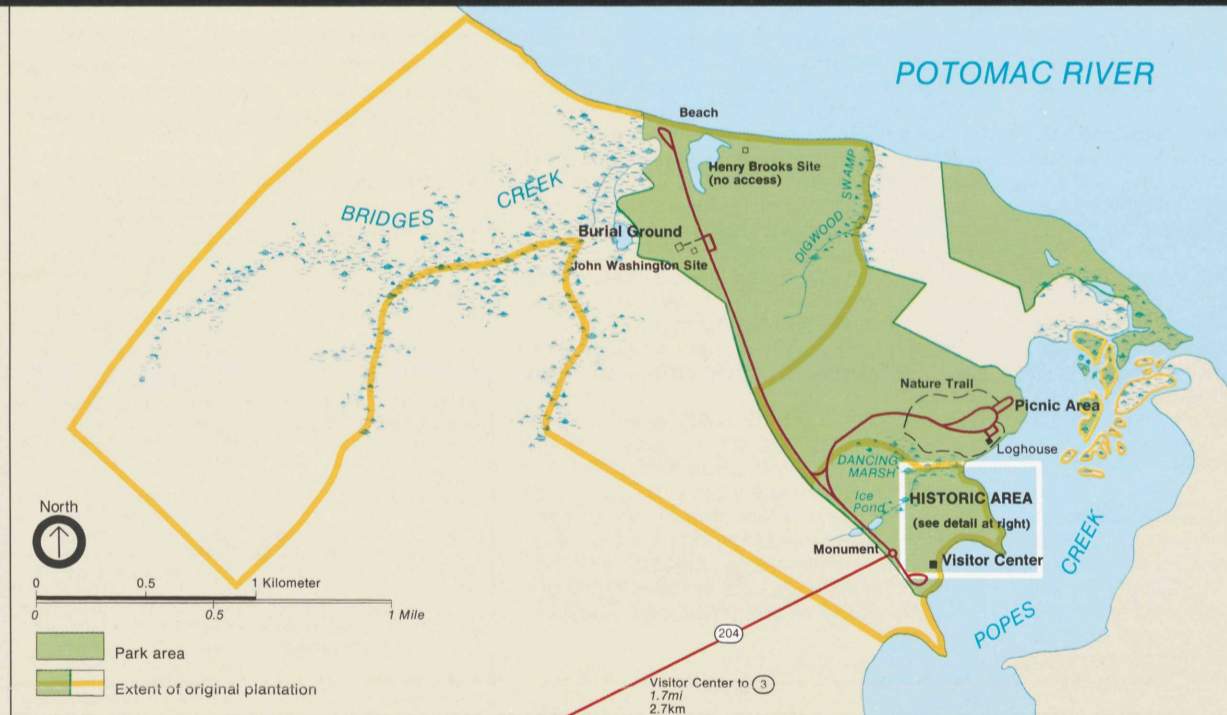 POTOMAC RIVER
Beach
Henry Brooks Site
(no access)
DIGWOOD SWAMP
BRIDGES CREEK
Burial Ground
John Washington Site
Nature Trail
Picnic Area
Loghouse
DANCING
MARSH
Ice
Pond
HISTORIC AREA
(see detail at right)
Monument
Visitor Center
POPES CREEK
204
Visitor Center to 3
1.7mi
2.7km
North
0 0.5 1 Kilometer
0 0.5 1 Mile
Park area
Extent of original plantation